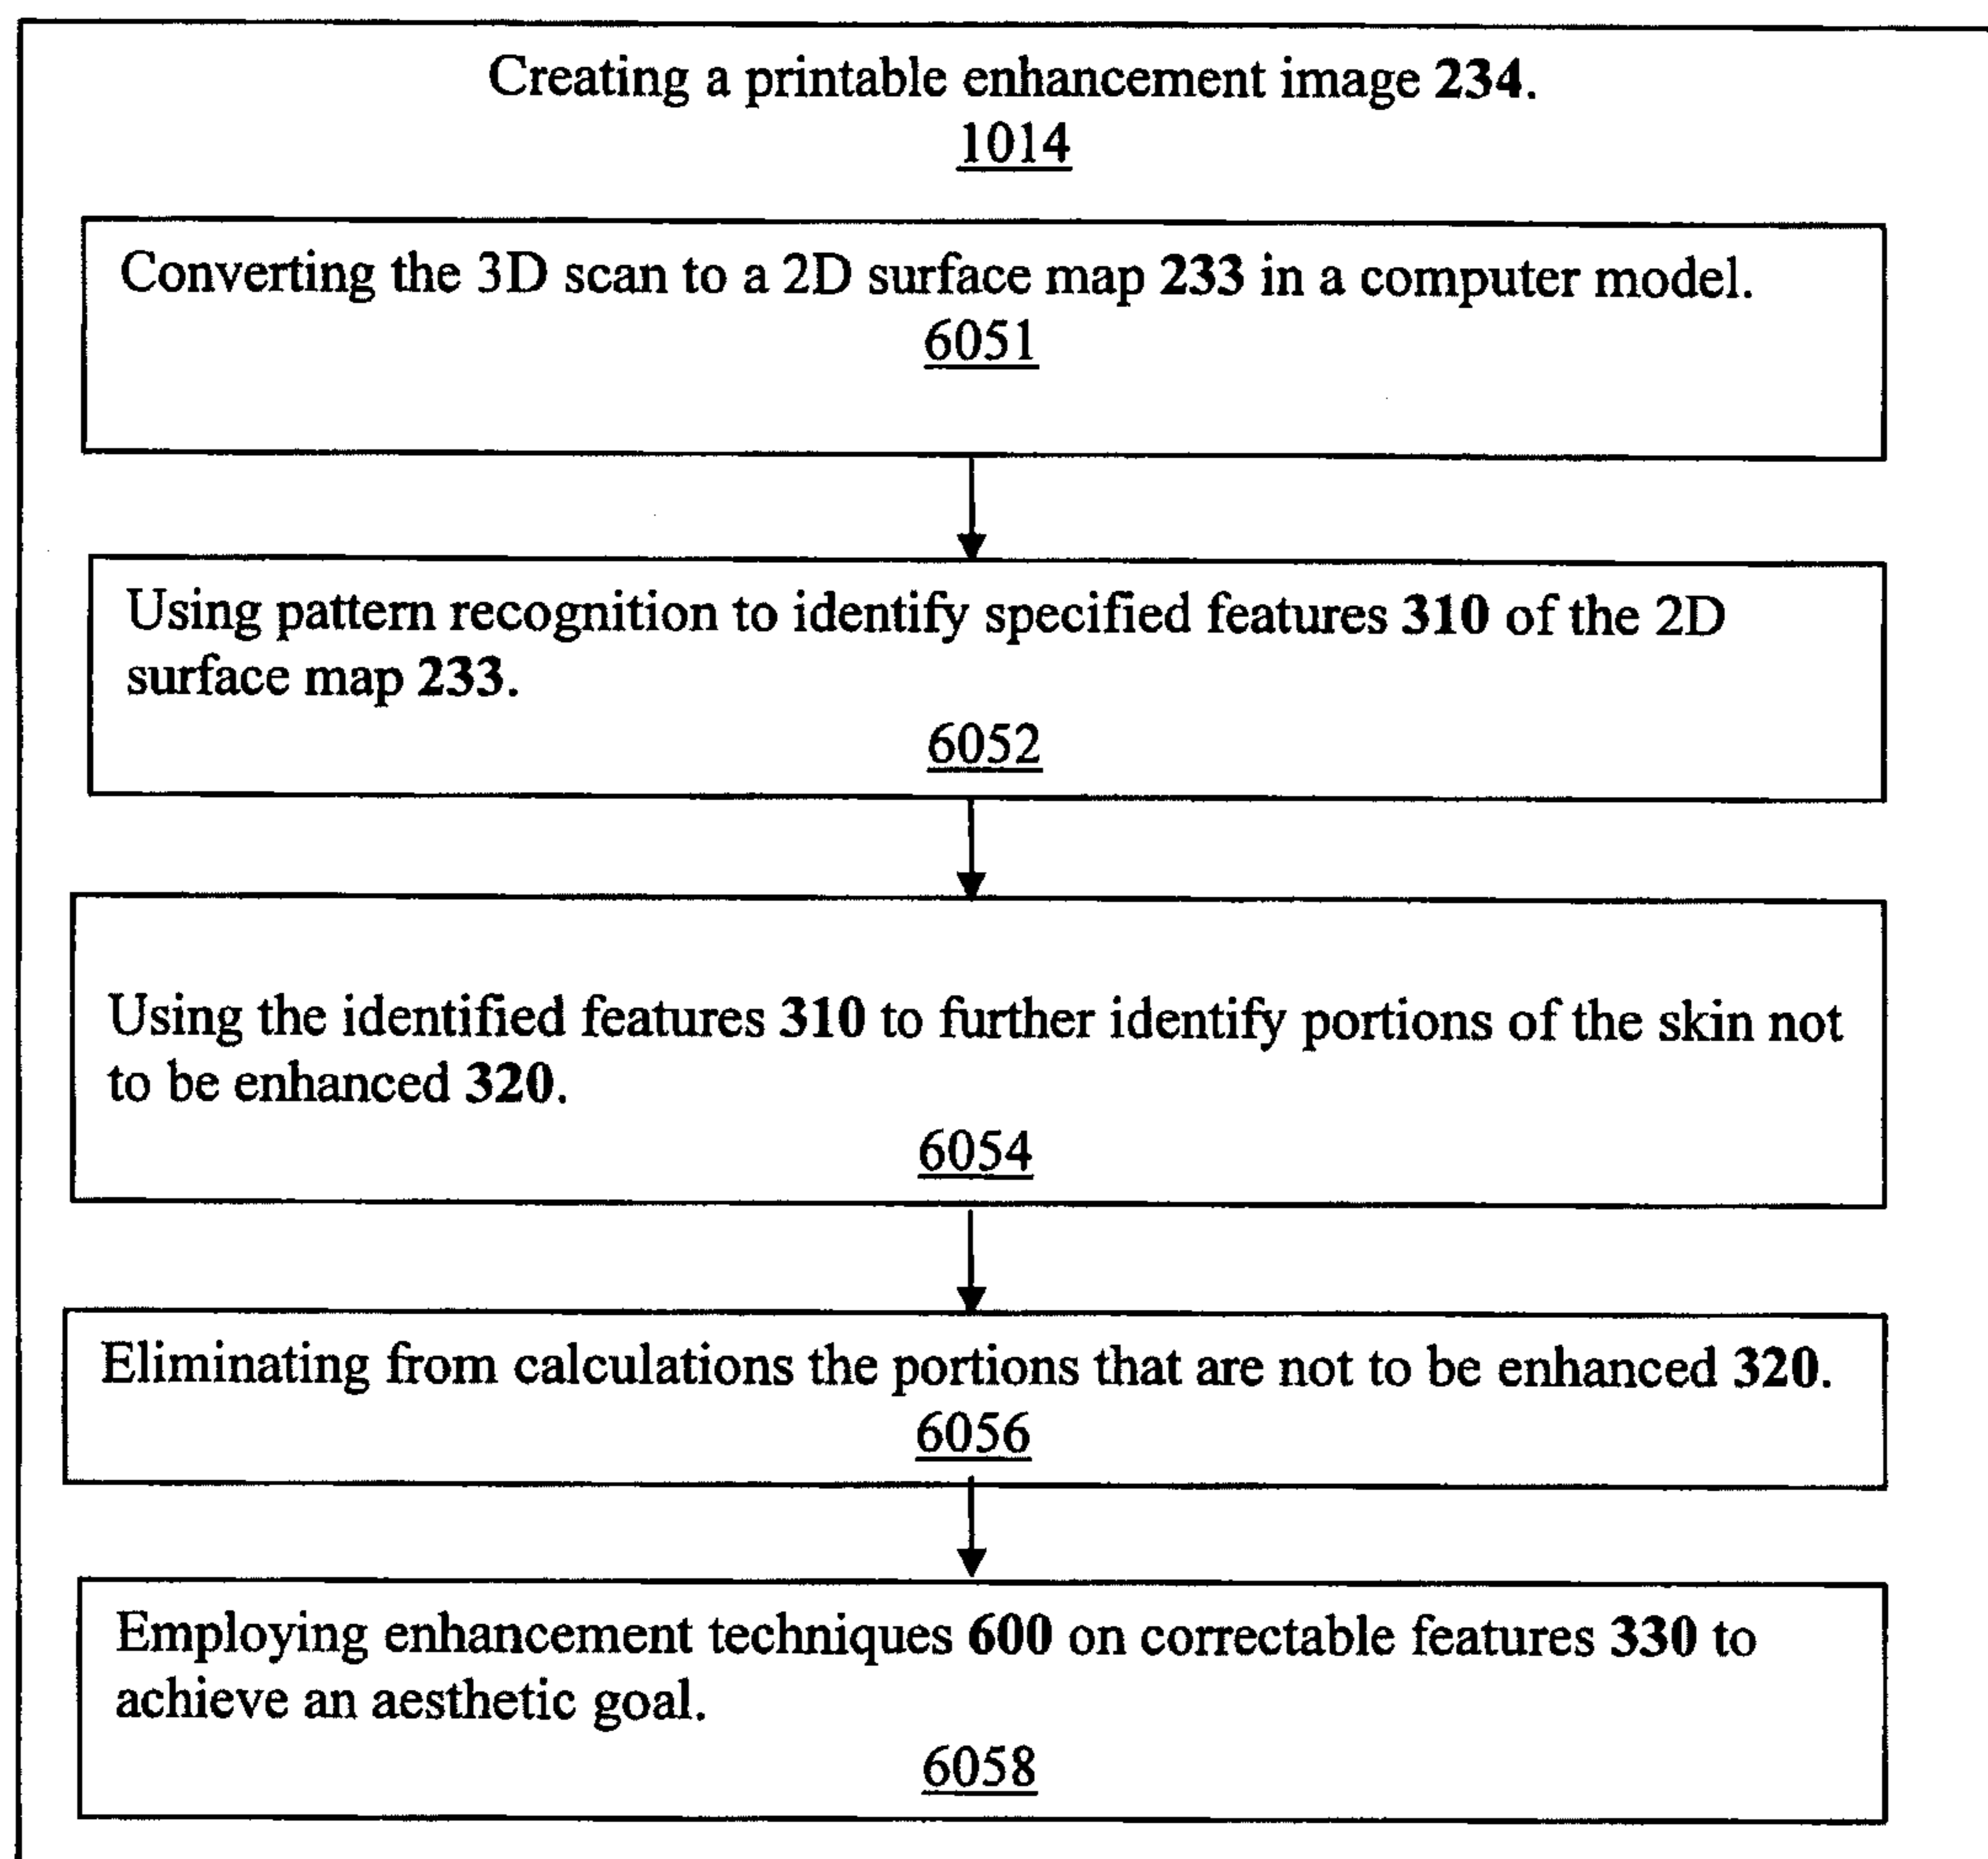 Creating a printable enhancement image 234.
1014
Converting the 3D scan to a 2D surface map 233 in a computer model.
6051
Using pattern recognition to identify specified features 310 of the 2D
surface map 233.
6052
Using the identified features 310 to further identify portions of the skin not
to be enhanced 320.
6054
Eliminating from calculations the portions that are not to be enhanced 320.
6056
Employing enhancement techniques 600 on correctable features 330 to
achieve an aesthetic goal.
6058